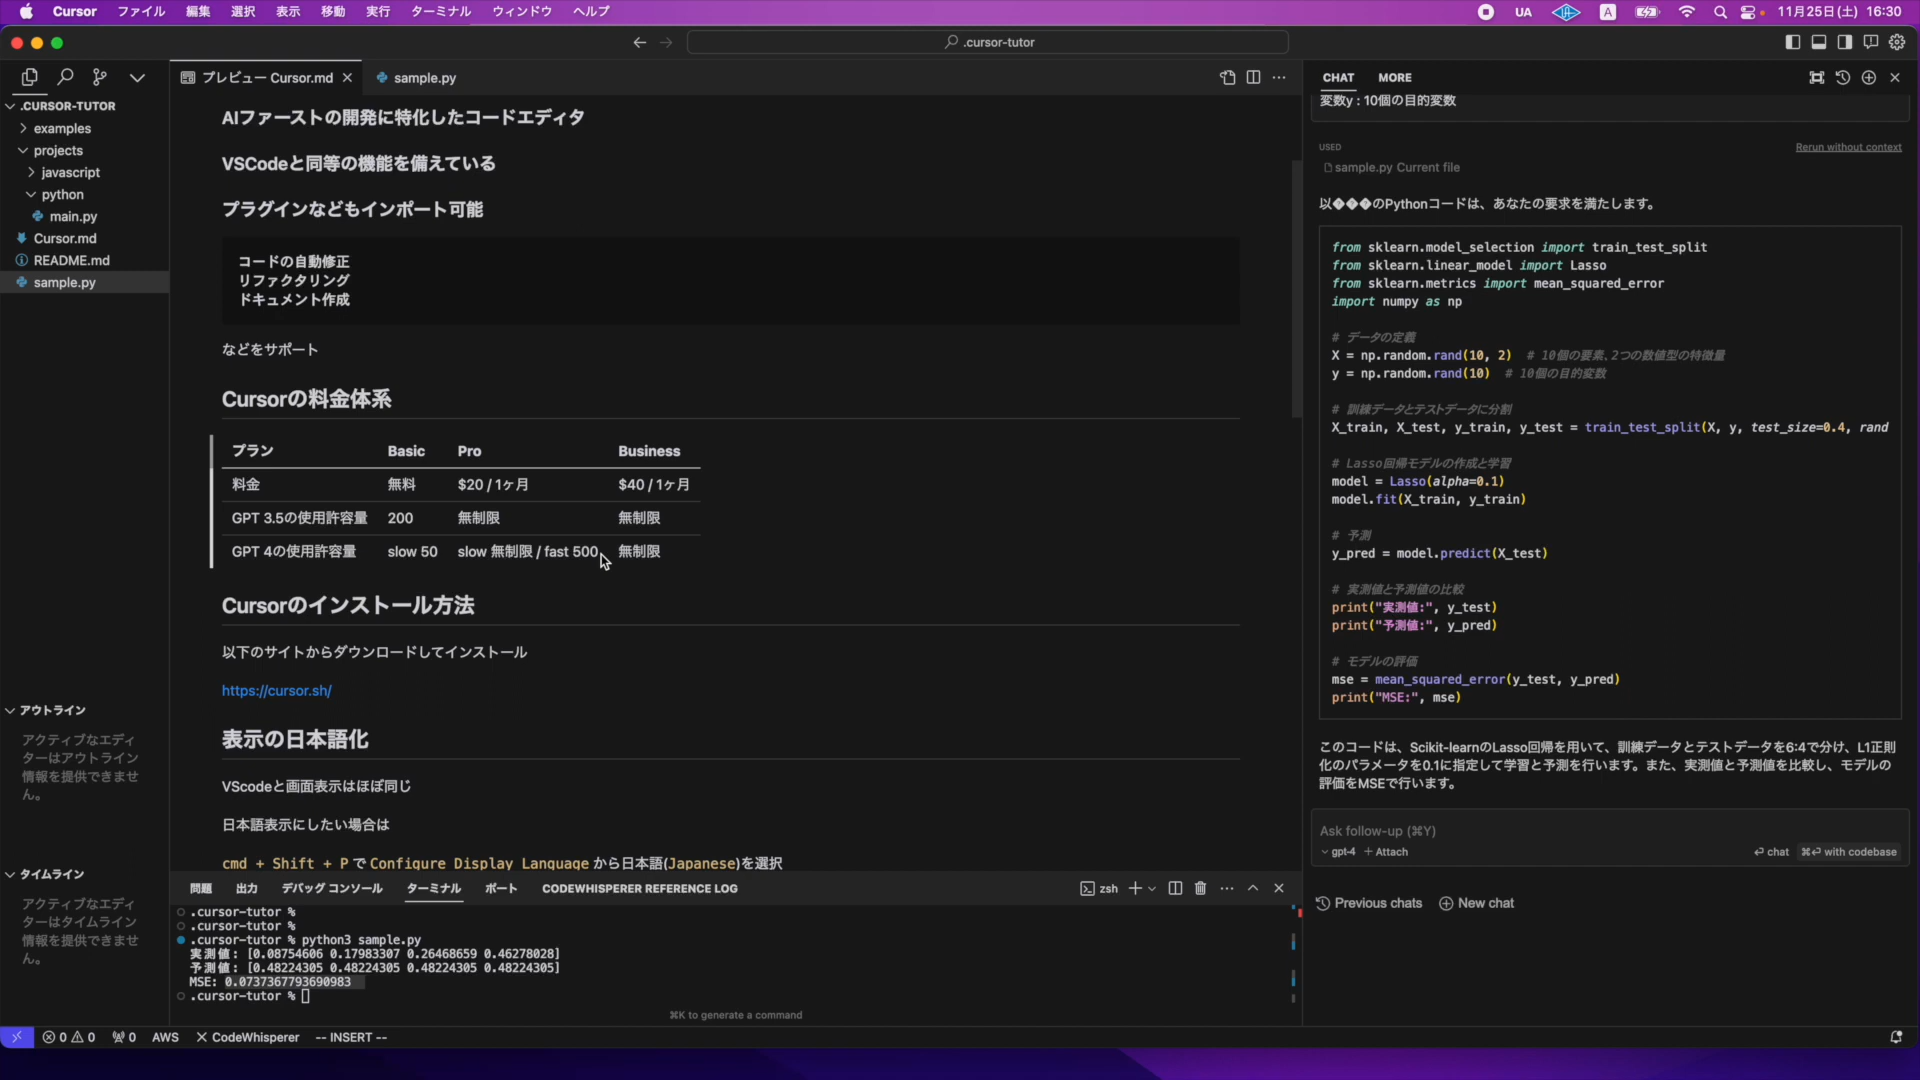 Cursor ファイル 編集 選択 表示 移動 実行 ターミナル ウィンドウ ヘルプ
UA A 11月25日(土) 16:30
.cursor-tutor
プレビュー Cursor.md
sample.py
.CURSOR-TUTOR
examples
projects
javascript
python
main.py
Cursor.md
README.md
sample.py
アウトライン
アクティブなエディ
ターはアウトライン
情報を提供できませ
ん。
タイムライン
アクティブなエディ
ターはタイムライン
情報を提供できませ
ん。
AIファーストの開発に特化したコードエディタ
VSCodeと同等の機能を備えている
プラグインなどもインポート可能
コードの自動修正
リファクタリング
ドキュメント作成
などをサポート
Cursorの料金体系
プラン Basic Pro Business
料金 無料 $20 / 1ヶ月 $40 / 1ヶ月
GPT 3.5の使用許容量 200 無制限 無制限
GPT 4の使用許容量 slow 50 slow 無制限 / fast 500 無制限
Cursorのインストール方法
以下のサイトからダウンロードしてインストール
https://cursor.sh/
表示の日本語化
VScodeと画面表示はほぼ同じ
日本語表示にしたい場合は
cmd + Shift + P で Configure Display Language から日本語(Japanese)を選択
問題 出力 デバッグ コンソール ターミナル ポート CODEWHISPERER REFERENCE LOG
zsh
.cursor-tutor %
.cursor-tutor %
.cursor-tutor % python3 sample.py
実測値: [0.08754606 0.17983307 0.26468659 0.46278028]
予測値: [0.48224305 0.48224305 0.48224305 0.48224305]
MSE: 0.0737367793690983
.cursor-tutor %
⌘K to generate a command
CHAT MORE
変数y : 10個の目的変数
USED
Rerun without context
sample.py Current file
以���のPythonコードは、あなたの要求を満たします。
from sklearn.model_selection import train_test_split
from sklearn.linear_model import Lasso
from sklearn.metrics import mean_squared_error
import numpy as np
# データの定義
X = np.random.rand(10, 2) # 10個の要素、2つの数値型の特徴量
y = np.random.rand(10) # 10個の目的変数
# 訓練データとテストデータに分割
X_train, X_test, y_train, y_test = train_test_split(X, y, test_size=0.4, rand
# Lasso回帰モデルの作成と学習
model = Lasso(alpha=0.1)
model.fit(X_train, y_train)
# 予測
y_pred = model.predict(X_test)
# 実測値と予測値の比較
print("実測値:", y_test)
print("予測値:", y_pred)
# モデルの評価
mse = mean_squared_error(y_test, y_pred)
print("MSE:", mse)
このコードは、Scikit-learnのLasso回帰を用いて、訓練データとテストデータを6:4で分け、L1正則
化のパラメータを0.1に指定して学習と予測を行います。また、実測値と予測値を比較し、モデルの
評価をMSEで行います。
Ask follow-up (⌘Y)
gpt-4 + Attach
⏎ chat ⌘⏎ with codebase
Previous chats New chat
0 0 0 AWS CodeWhisperer -- INSERT --